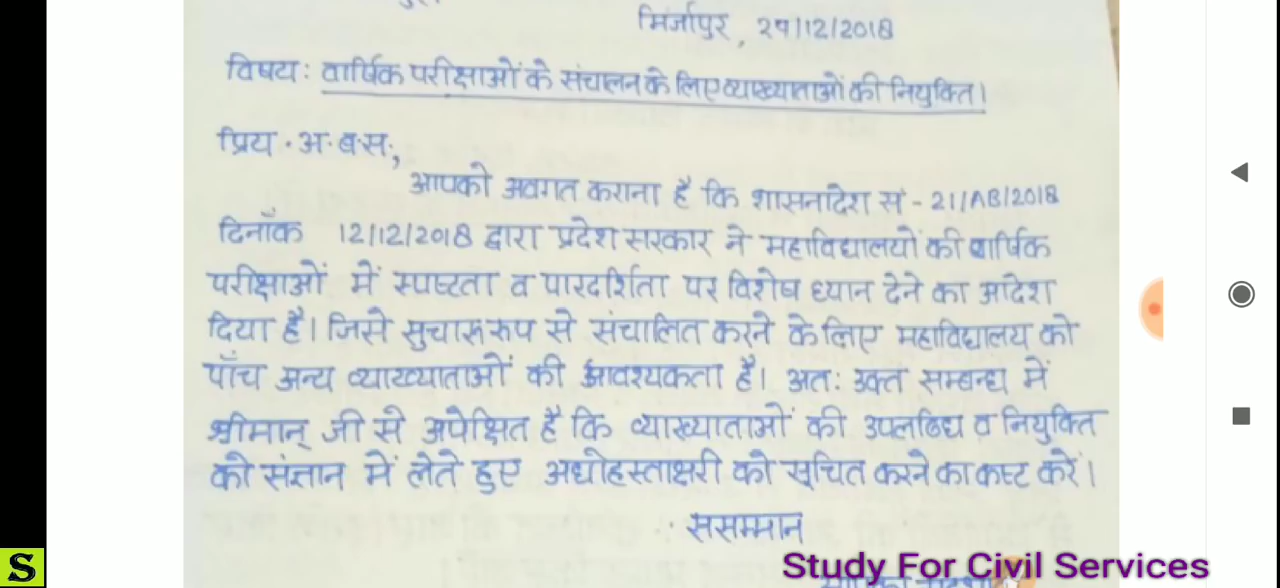 मिर्जापुर, 29/12/2018
विषय: वार्षिक परीक्षाओं के संचालन के लिए व्याख्याताओं की नियुक्ति।
प्रिय·अ·ब·स·,
आपको अवगत कराना है कि शासनादेश सं - 21/AB/2018
दिनाँक 12/12/2018 द्वारा प्रदेश सरकार ने महाविद्यालयों की वार्षिक
परीक्षाओं में स्पष्टता व पारदर्शिता पर विशेष ध्यान देने का आदेश
दिया है। जिसे सुचारू रूप से संचालित करने के लिए महाविद्यालय को
पाँच अन्य व्याख्याताओं की आवश्यकता है। अतः उक्त सम्बन्ध में
श्रीमान् जी से अपेक्षित है कि व्याख्याताओं की उपलब्धि व नियुक्ति
को संज्ञान में लेते हुए अधोहस्ताक्षरी को सूचित करने का कष्ट करें।
ससम्मान
S
Study For Civil Services